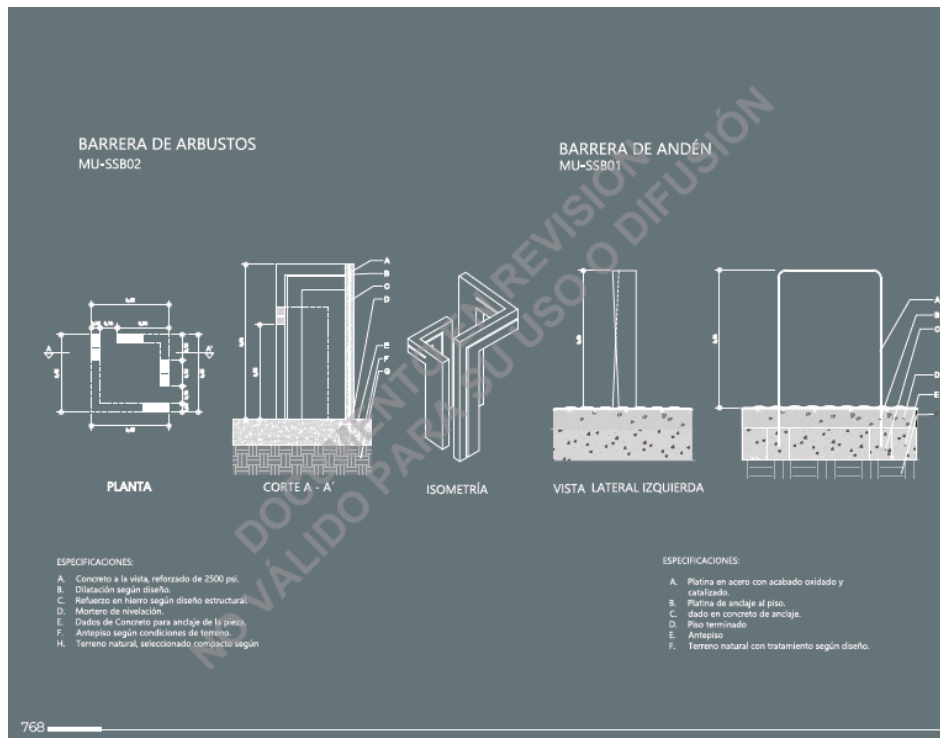 BARRERA DE ARBUSTOS
MU-SSB02
BARRERA DE ANDÉN
MU-SSB01
DOCUMENTO EN REVISIÓN
NO VÁLIDO PARA SU USO O DIFUSIÓN
A
B
C
D
E
F
G
A
A'
A
B
C
D
E
PLANTA
CORTE A - A'
ISOMETRÍA
VISTA LATERAL IZQUIERDA
ESPECIFICACIONES:
A. Concreto a la vista, reforzado de 2500 psi.
B. Dilatación según diseño.
C. Refuerzo en hierro según diseño estructural.
D. Mortero de nivelación.
E. Dados de Concreto para anclaje de la pieza.
F. Antepiso según condiciones de terreno.
H. Terreno natural, seleccionado compacto según
ESPECIFICACIONES:
A. Platina en acero con acabado oxidado y
catalizado.
B. Platina de anclaje al piso.
C. dado en concreto de anclaje.
D. Piso terminado
E. Antepiso
F. Terreno natural con tratamiento según diseño.
768